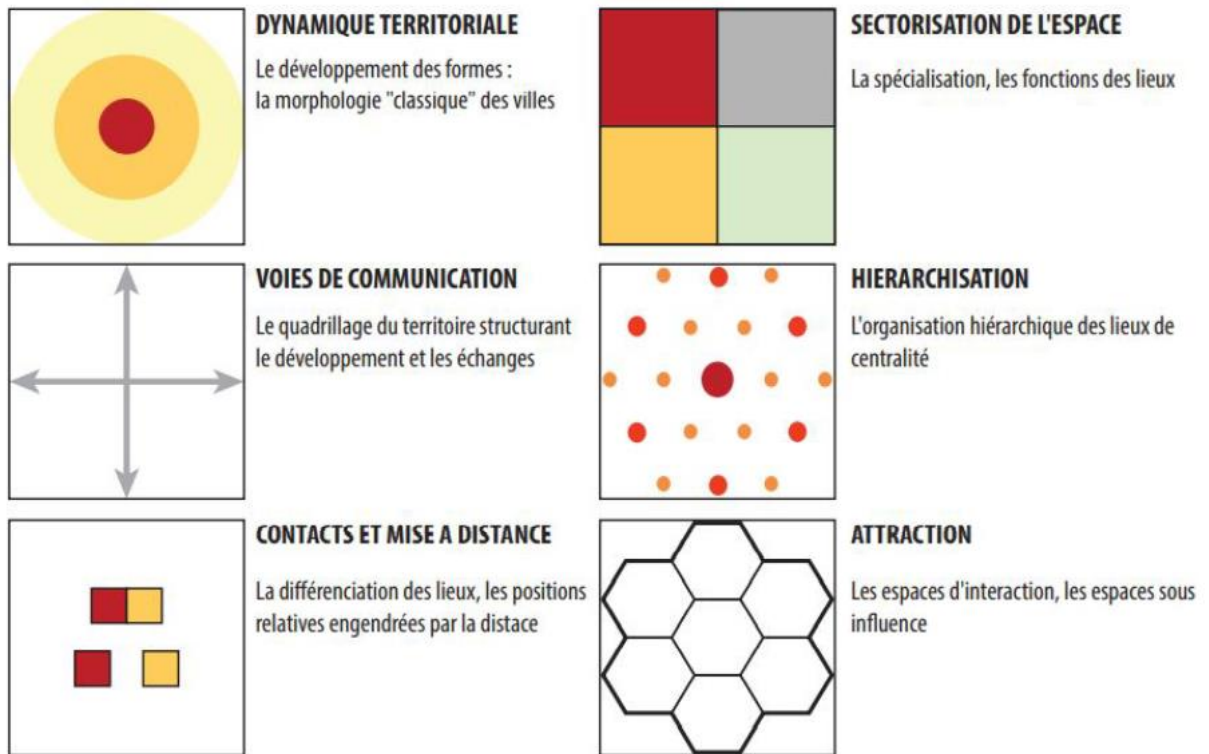 DYNAMIQUE TERRITORIALE
Le développement des formes :
la morphologie "classique" des villes
SECTORISATION DE L'ESPACE
La spécialisation, les fonctions des lieux
VOIES DE COMMUNICATION
Le quadrillage du territoire structurant
le développement et les échanges
HIERARCHISATION
L'organisation hiérarchique des lieux de
centralité
CONTACTS ET MISE A DISTANCE
La différenciation des lieux, les positions
relatives engendrées par la distace
ATTRACTION
Les espaces d'interaction, les espaces sous
influence